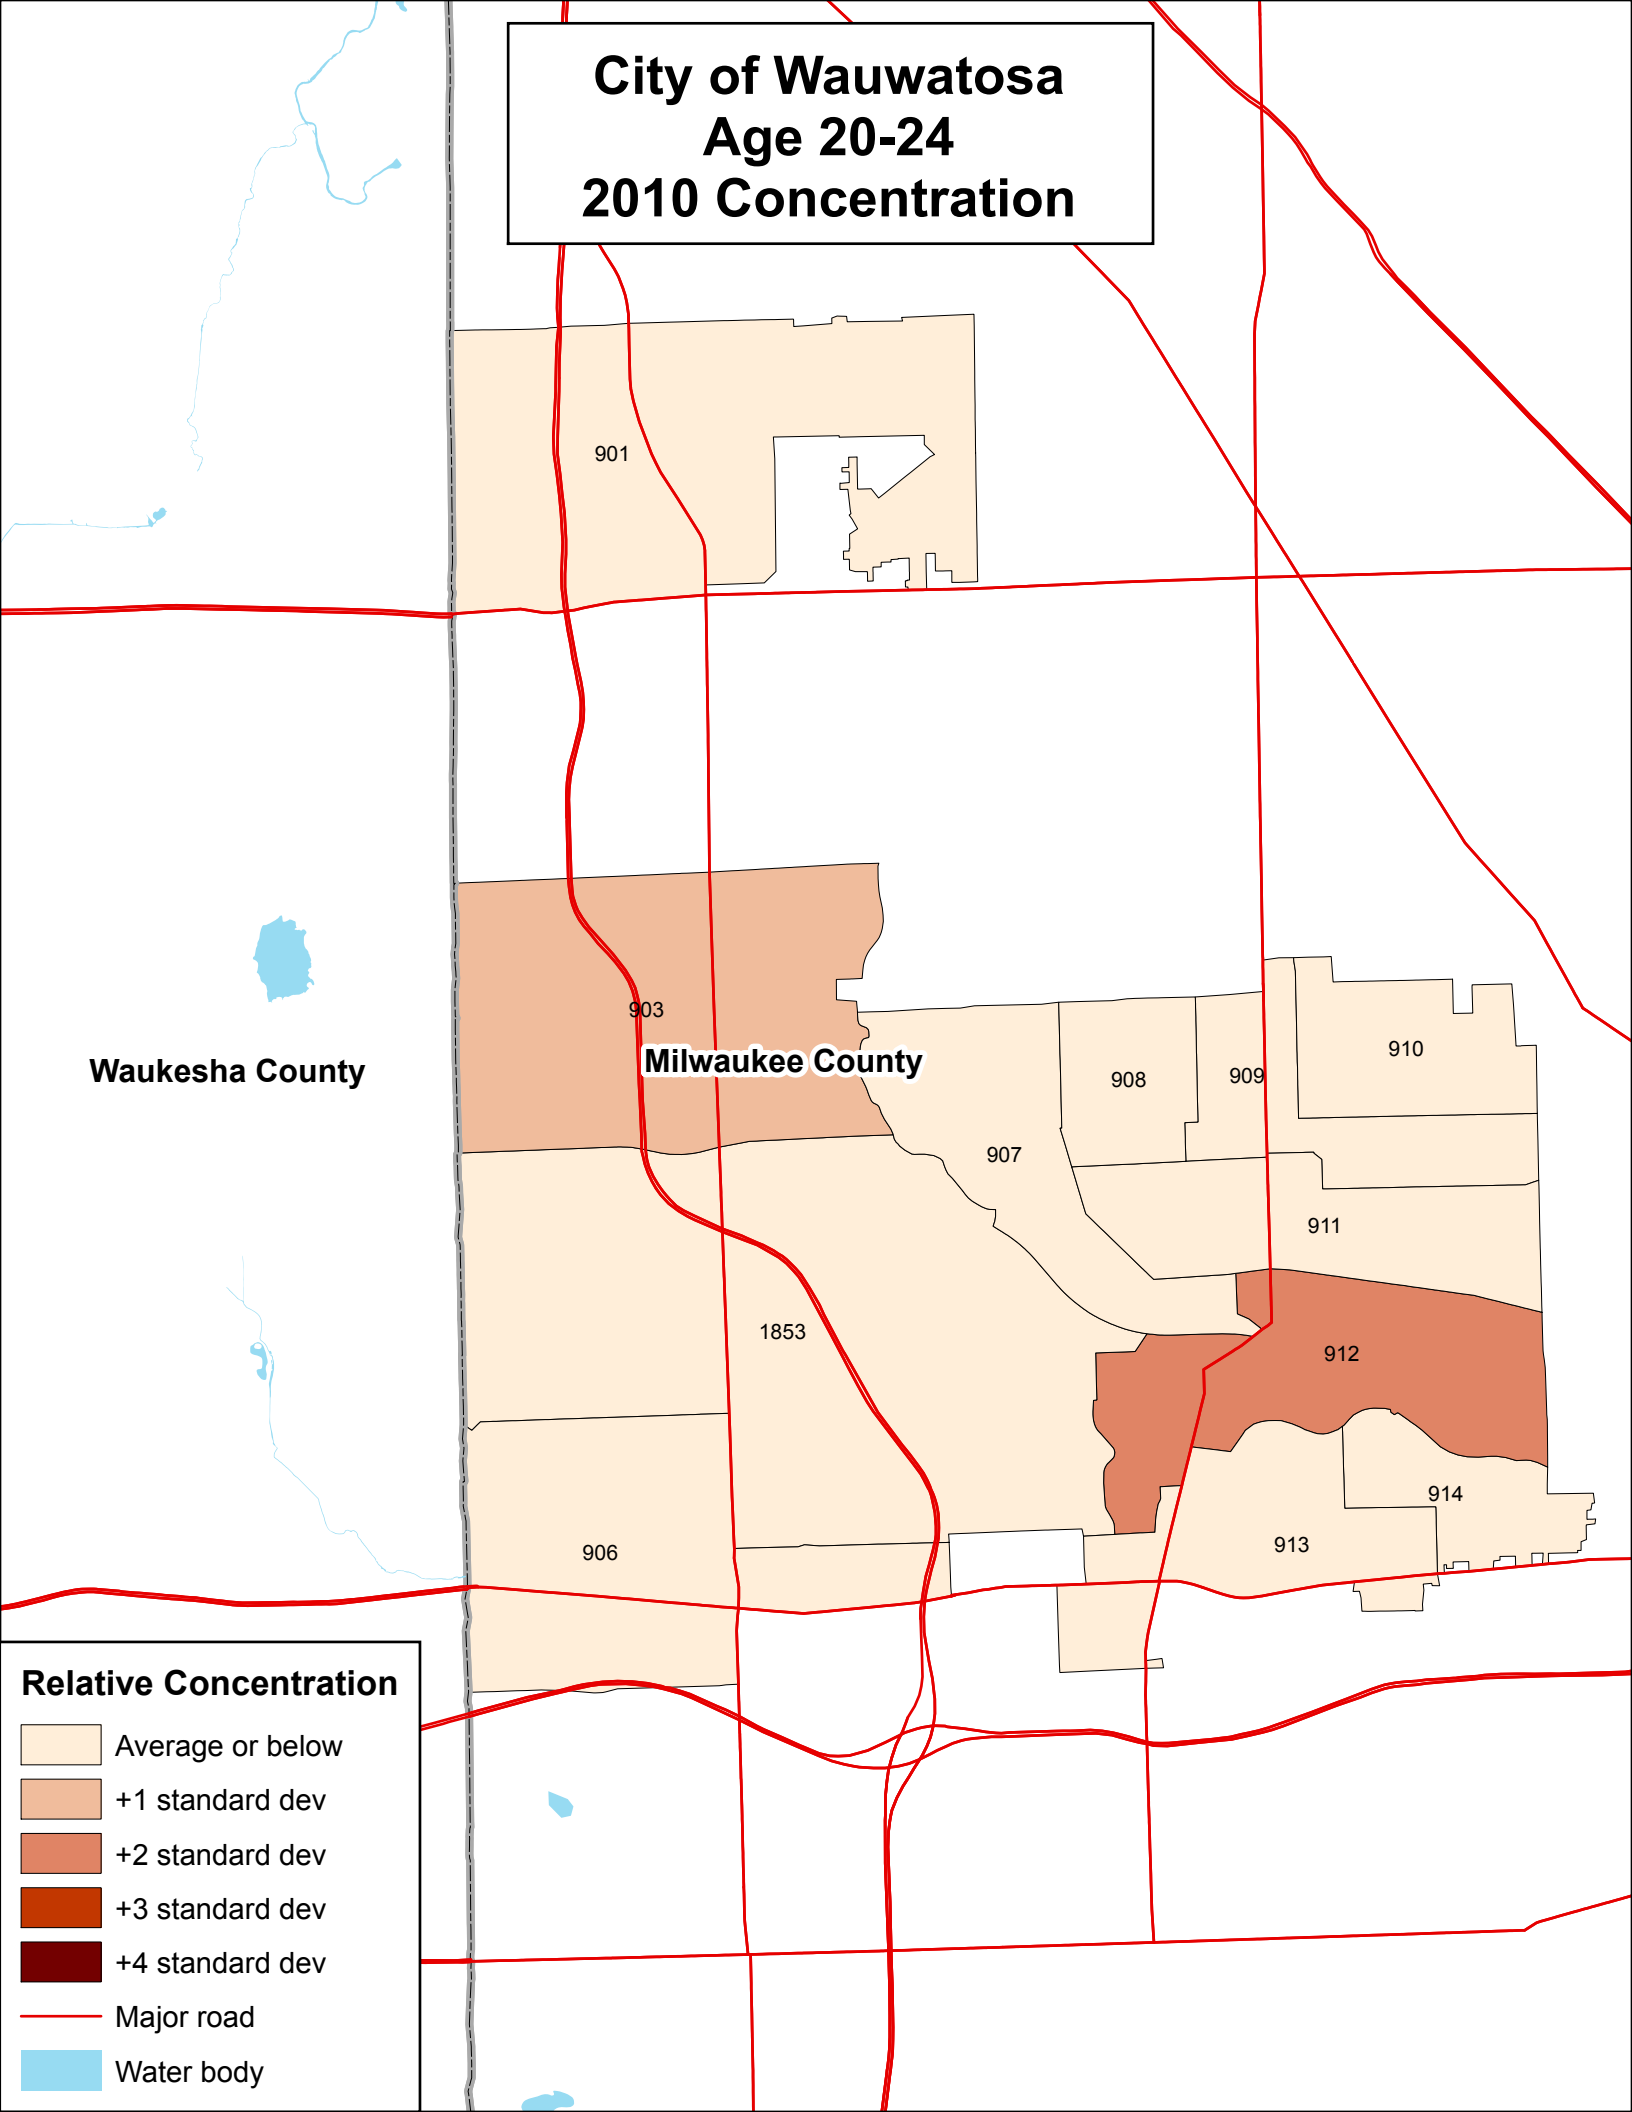 City of Wauwatosa
Age 20-24
2010 Concentration
901
903
Milwaukee County
Waukesha County
910
908
909
907
911
1853
912
914
913
906
Relative Concentration
Average or below
+1 standard dev
+2 standard dev
+3 standard dev
+4 standard dev
Major road
Water body